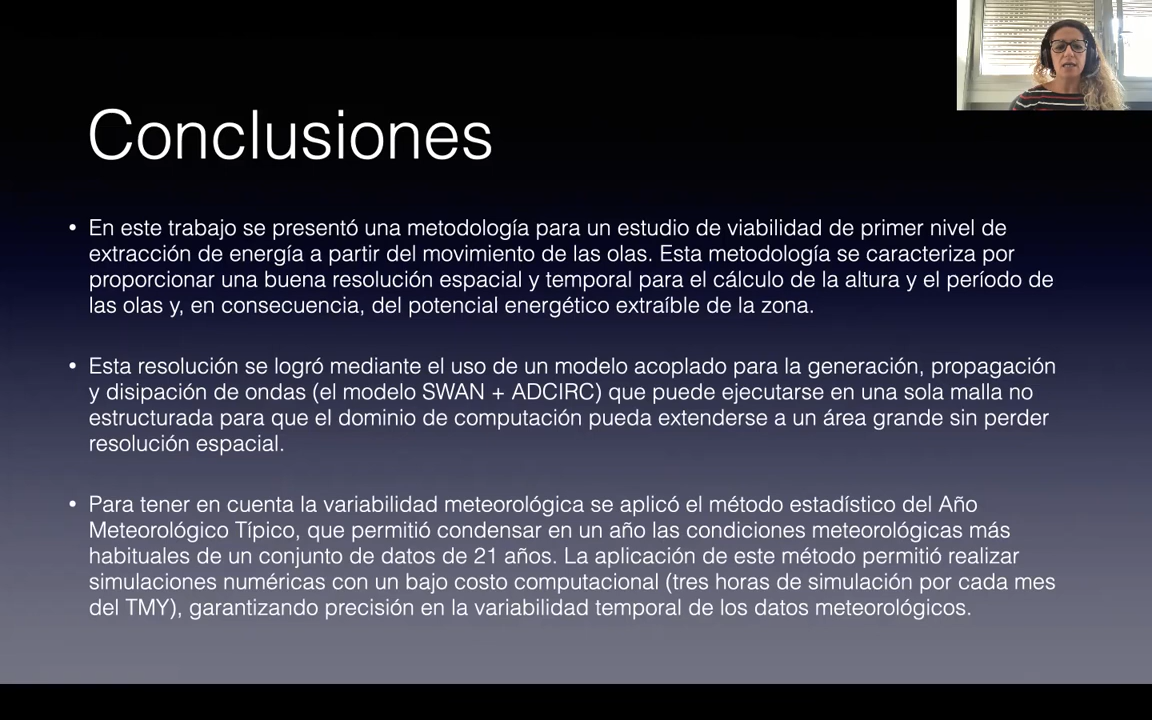 Conclusiones
• En este trabajo se presentó una metodología para un estudio de viabilidad de primer nivel de
extracción de energía a partir del movimiento de las olas. Esta metodología se caracteriza por
proporcionar una buena resolución espacial y temporal para el cálculo de la altura y el período de
las olas y, en consecuencia, del potencial energético extraíble de la zona.
• Esta resolución se logró mediante el uso de un modelo acoplado para la generación, propagación
y disipación de ondas (el modelo SWAN + ADCIRC) que puede ejecutarse en una sola malla no
estructurada para que el dominio de computación pueda extenderse a un área grande sin perder
resolución espacial.
• Para tener en cuenta la variabilidad meteorológica se aplicó el método estadístico del Año
Meteorológico Típico, que permitió condensar en un año las condiciones meteorológicas más
habituales de un conjunto de datos de 21 años. La aplicación de este método permitió realizar
simulaciones numéricas con un bajo costo computacional (tres horas de simulación por cada mes
del TMY), garantizando precisión en la variabilidad temporal de los datos meteorológicos.